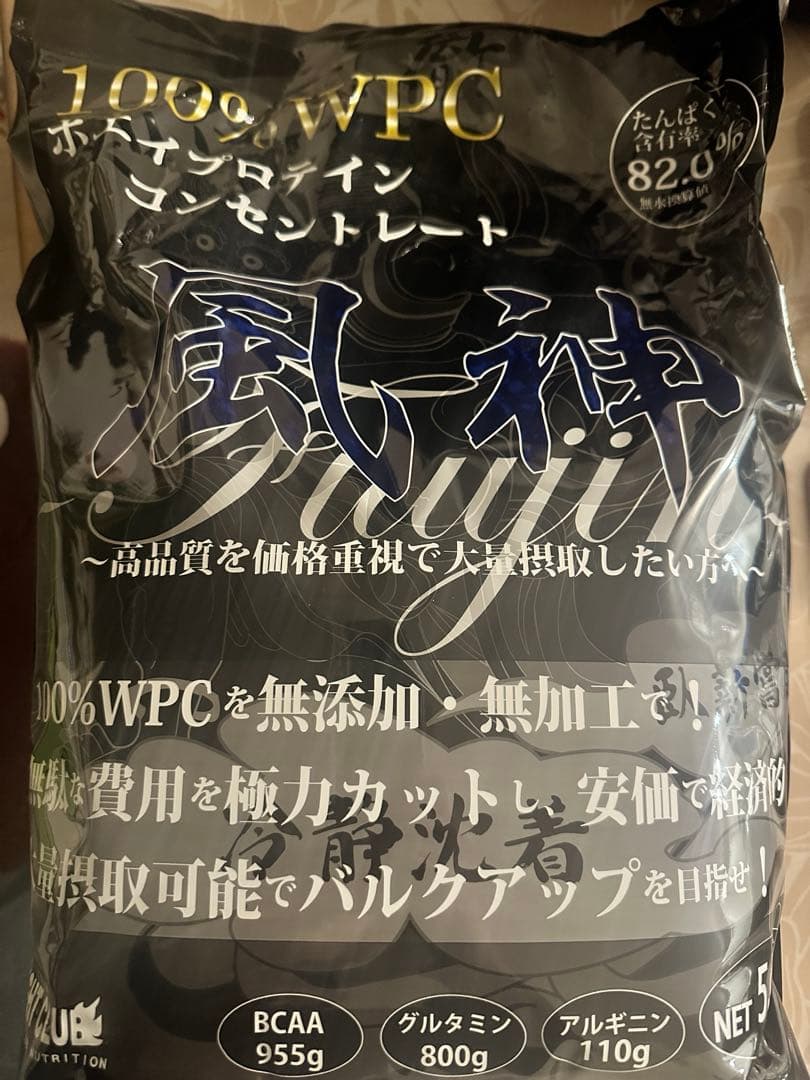 100% WPC
ホエイプロテイン
コンセントレート
たんぱく
含有率
82.0%
無水換算値
風神
Fuujin
~高品質を価格重視で大量摂取したい方へ~
100%WPCを無添加・無加工で!
無駄な費用を極力カットし、安価で経済的
量摂取可能でバルクアップを目指せ!
冷静沈着
CLUB
NUTRITION
BCAA
955g
グルタミン
800g
アルギニン
110g
NET 5